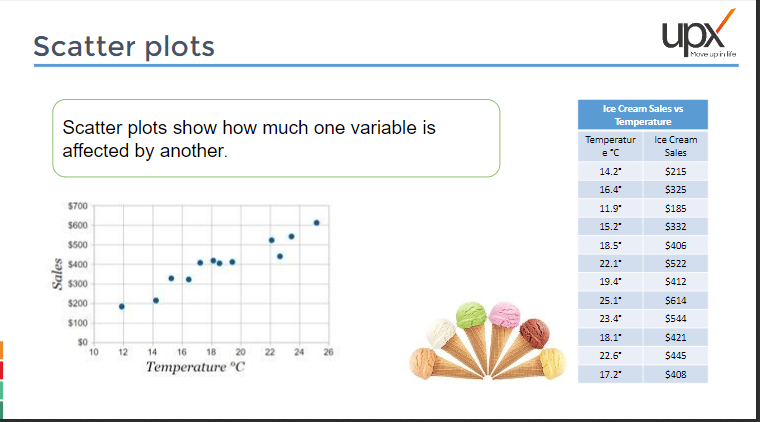 Scatter plots
upx
Move up in life
Scatter plots show how much one variable is
affected by another.
$700
$600
$500
$400
$300
$200
$100
$0
Sales
10 12 14 16 18 20 22 24 26
Temperature °C
Ice Cream Sales vs
Temperature
Temperatur
e °C
Ice Cream
Sales
14.2° $215
16.4° $325
11.9° $185
15.2° $332
18.5° $406
22.1° $522
19.4° $412
25.1° $614
23.4° $544
18.1° $421
22.6° $445
17.2° $408